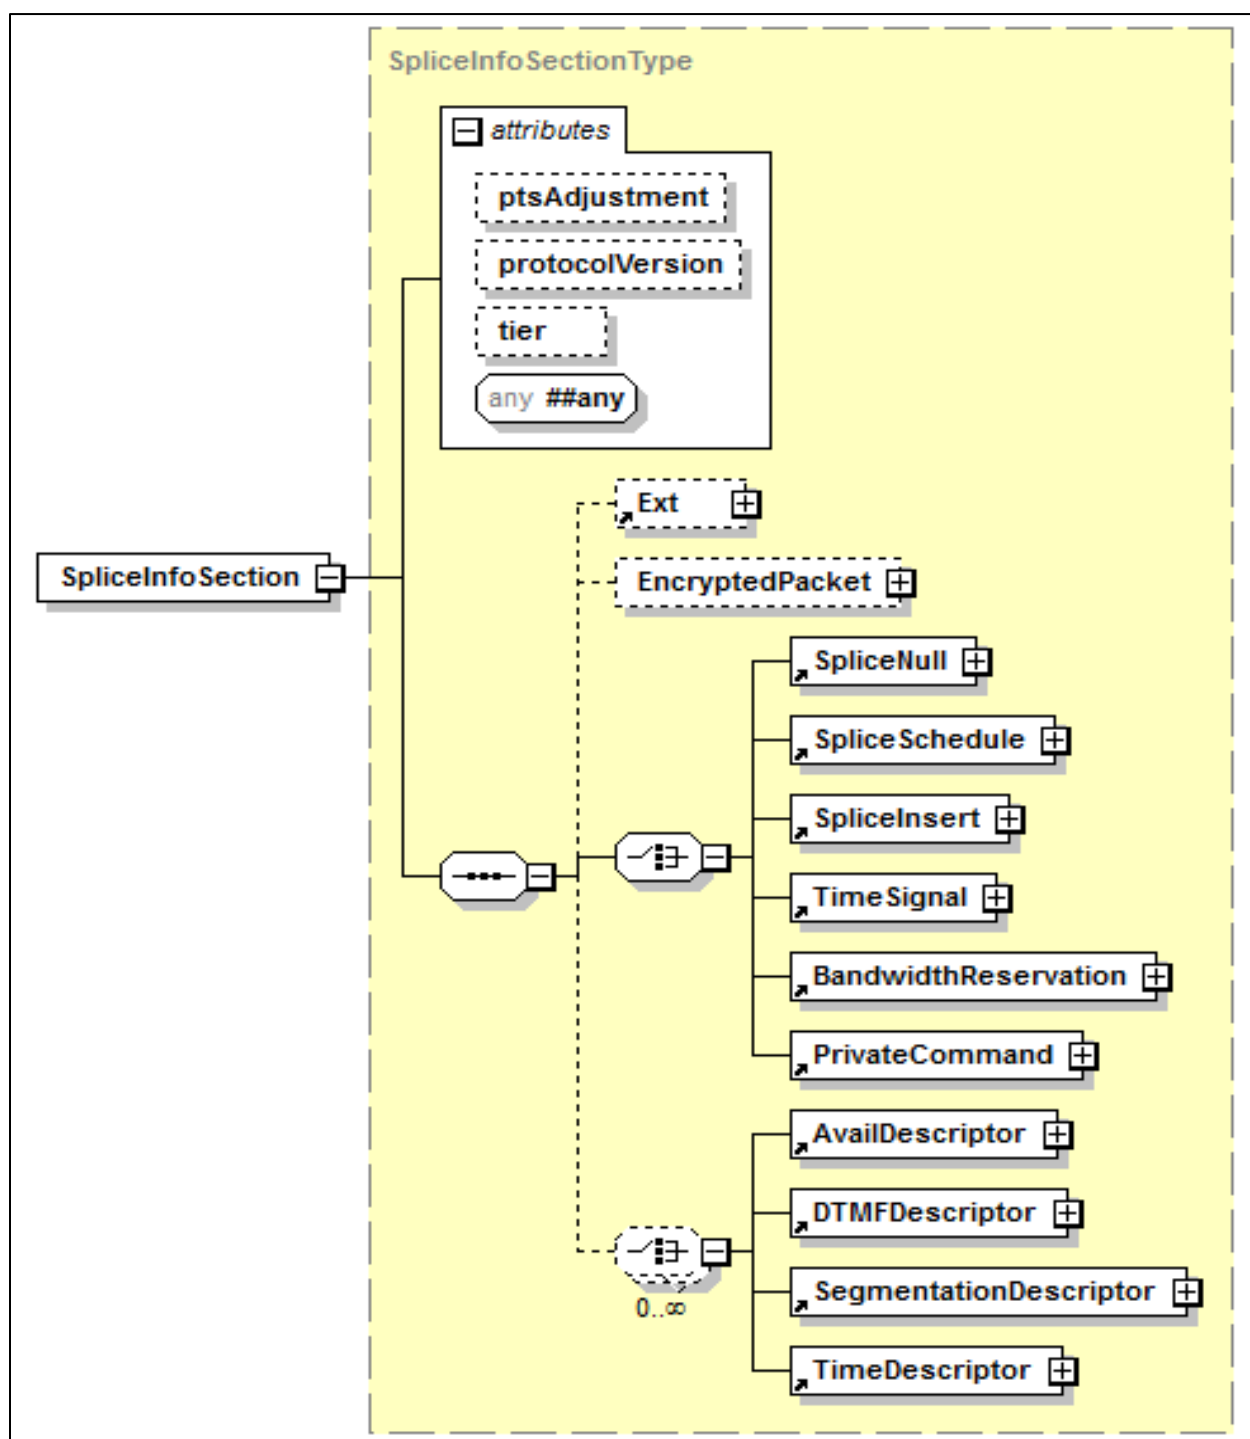 SpliceInfoSectionType
attributes
ptsAdjustment
protocolVersion
tier
any ##any
Ext
EncryptedPacket
SpliceInfoSection
SpliceNull
SpliceSchedule
SpliceInsert
TimeSignal
BandwidthReservation
PrivateCommand
AvailDescriptor
DTMFDescriptor
SegmentationDescriptor
0..∞
TimeDescriptor